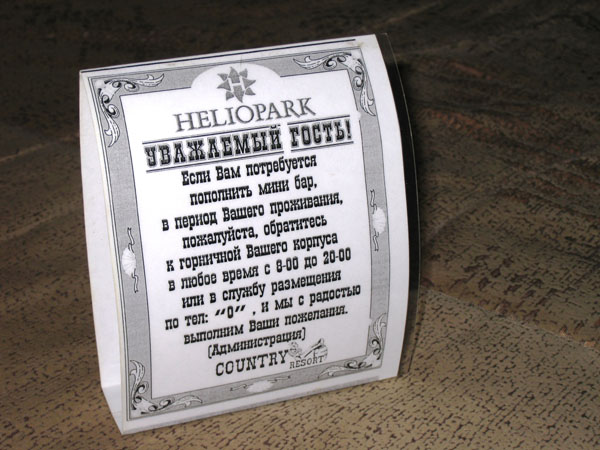 HELIOPARK
УВАЖАЕМЫЙ ГОСТЬ!
Если Вам потребуется
пополнить мини бар,
в период Вашего проживания,
пожалуйста, обратитесь
к горничной Вашего корпуса
в любое время с 8-00 до 20-00
или в службу размещения
по тел: “0” , и мы с радостью
выполним Ваши пожелания.
(Администрация)
COUNTRY RESORT